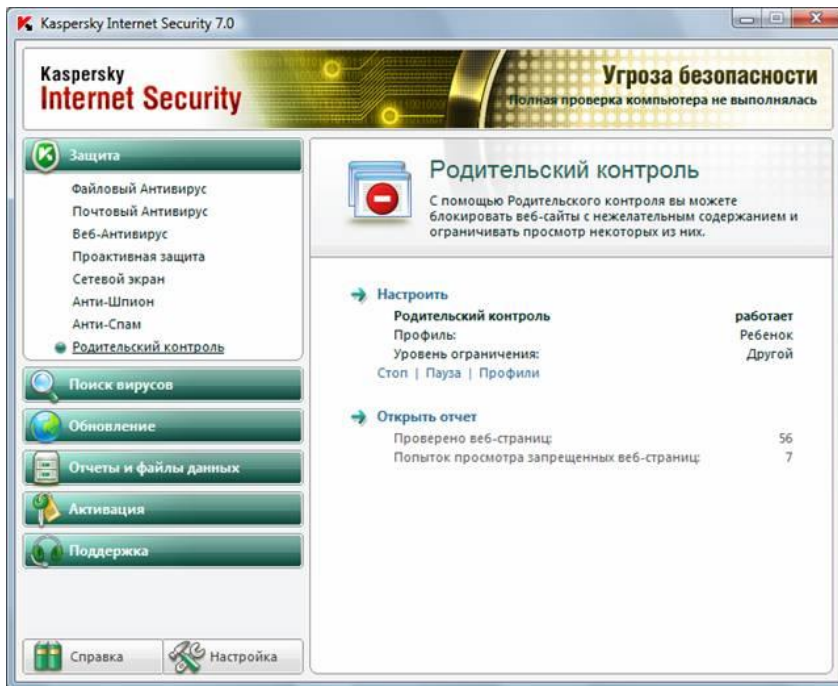 Kaspersky Internet Security 7.0
Kaspersky
Internet Security
Угроза безопасности
Полная проверка компьютера не выполнялась
Защита
Файловый Антивирус
Почтовый Антивирус
Веб-Антивирус
Проактивная защита
Сетевой экран
Анти-Шпион
Анти-Спам
Родительский контроль
Поиск вирусов
Обновление
Отчеты и файлы данных
Активация
Поддержка
Справка
Настройка
Родительский контроль
С помощью Родительского контроля вы можете
блокировать веб-сайты с нежелательным содержанием и
ограничивать просмотр некоторых из них.
Настроить
Родительский контроль работает
Профиль: Ребенок
Уровень ограничения: Другой
Стоп | Пауза | Профили
Открыть отчет
Проверено веб-страниц: 56
Попыток просмотра запрещенных веб-страниц: 7